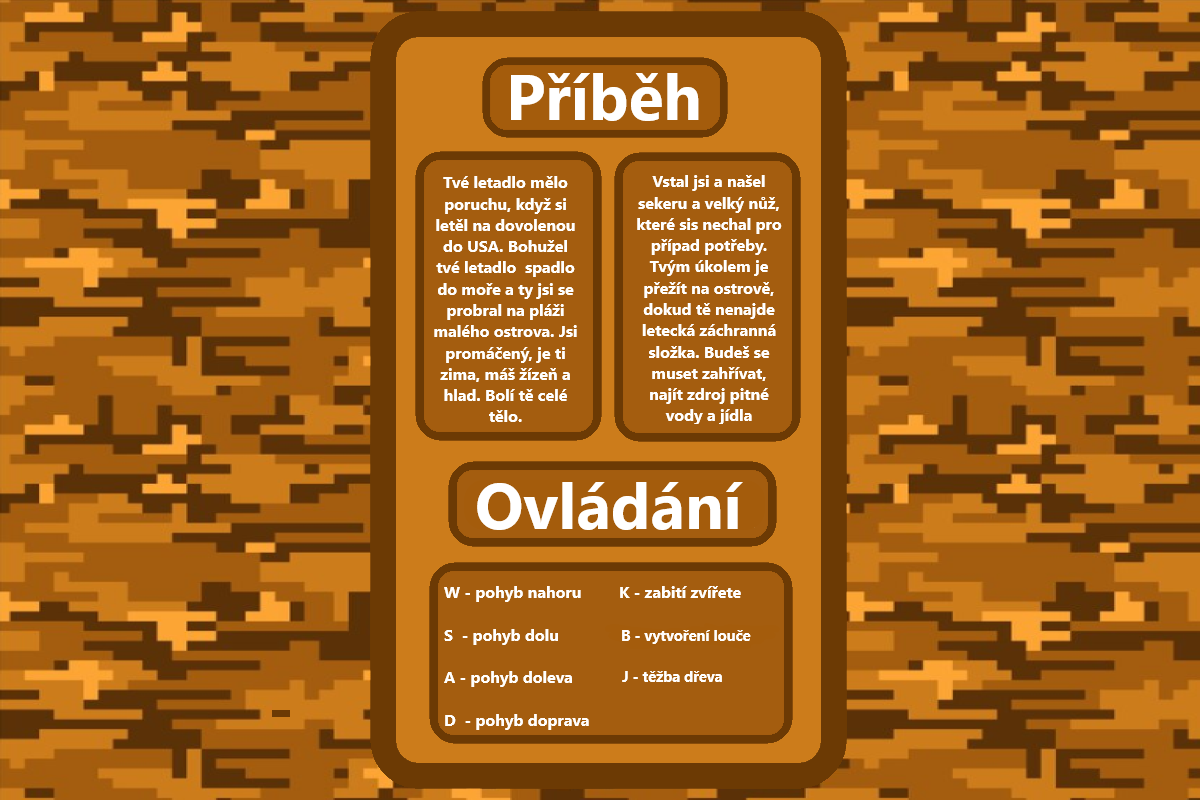 Příběh
Tvé letadlo mělo
poruchu, když si
letěl na dovolenou
do USA. Bohužel
tvé letadlo  spadlo
do moře a ty jsi se
probral na pláži
malého ostrova. Jsi
promáčený, je ti
zima, máš žízeň a
hlad. Bolí tě celé
tělo.
Vstal jsi a našel
sekeru a velký nůž,
které sis nechal pro
případ potřeby.
Tvým úkolem je
přežít na ostrově,
dokud tě nenajde
letecká záchranná
složka. Budeš se
muset zahřívat,
najít zdroj pitné
vody a jídla
Ovládání
W - pohyb nahoru
S  - pohyb dolu
A - pohyb doleva
D  - pohyb doprava
K - zabití zvířete
B - vytvoření louče
J - těžba dřeva